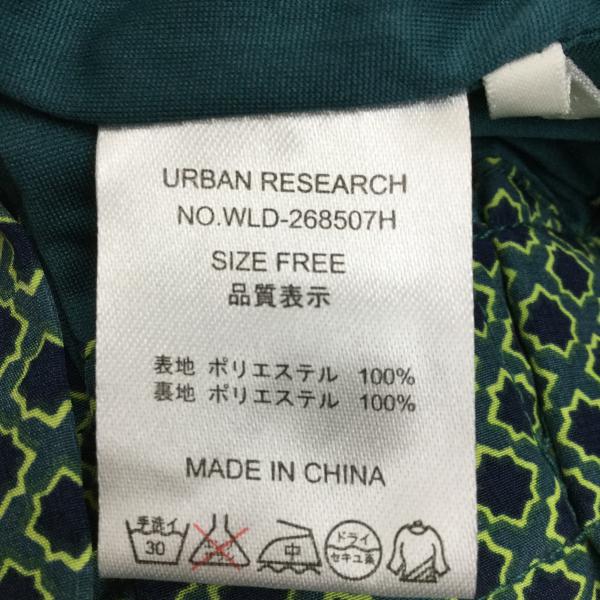 URBAN RESEARCH
NO.WLD-268507H
SIZE FREE
品質表示
表地 ポリエステル 100%
裏地 ポリエステル 100%
MADE IN CHINA
手洗イ
30
中
ドライ
セキユ系